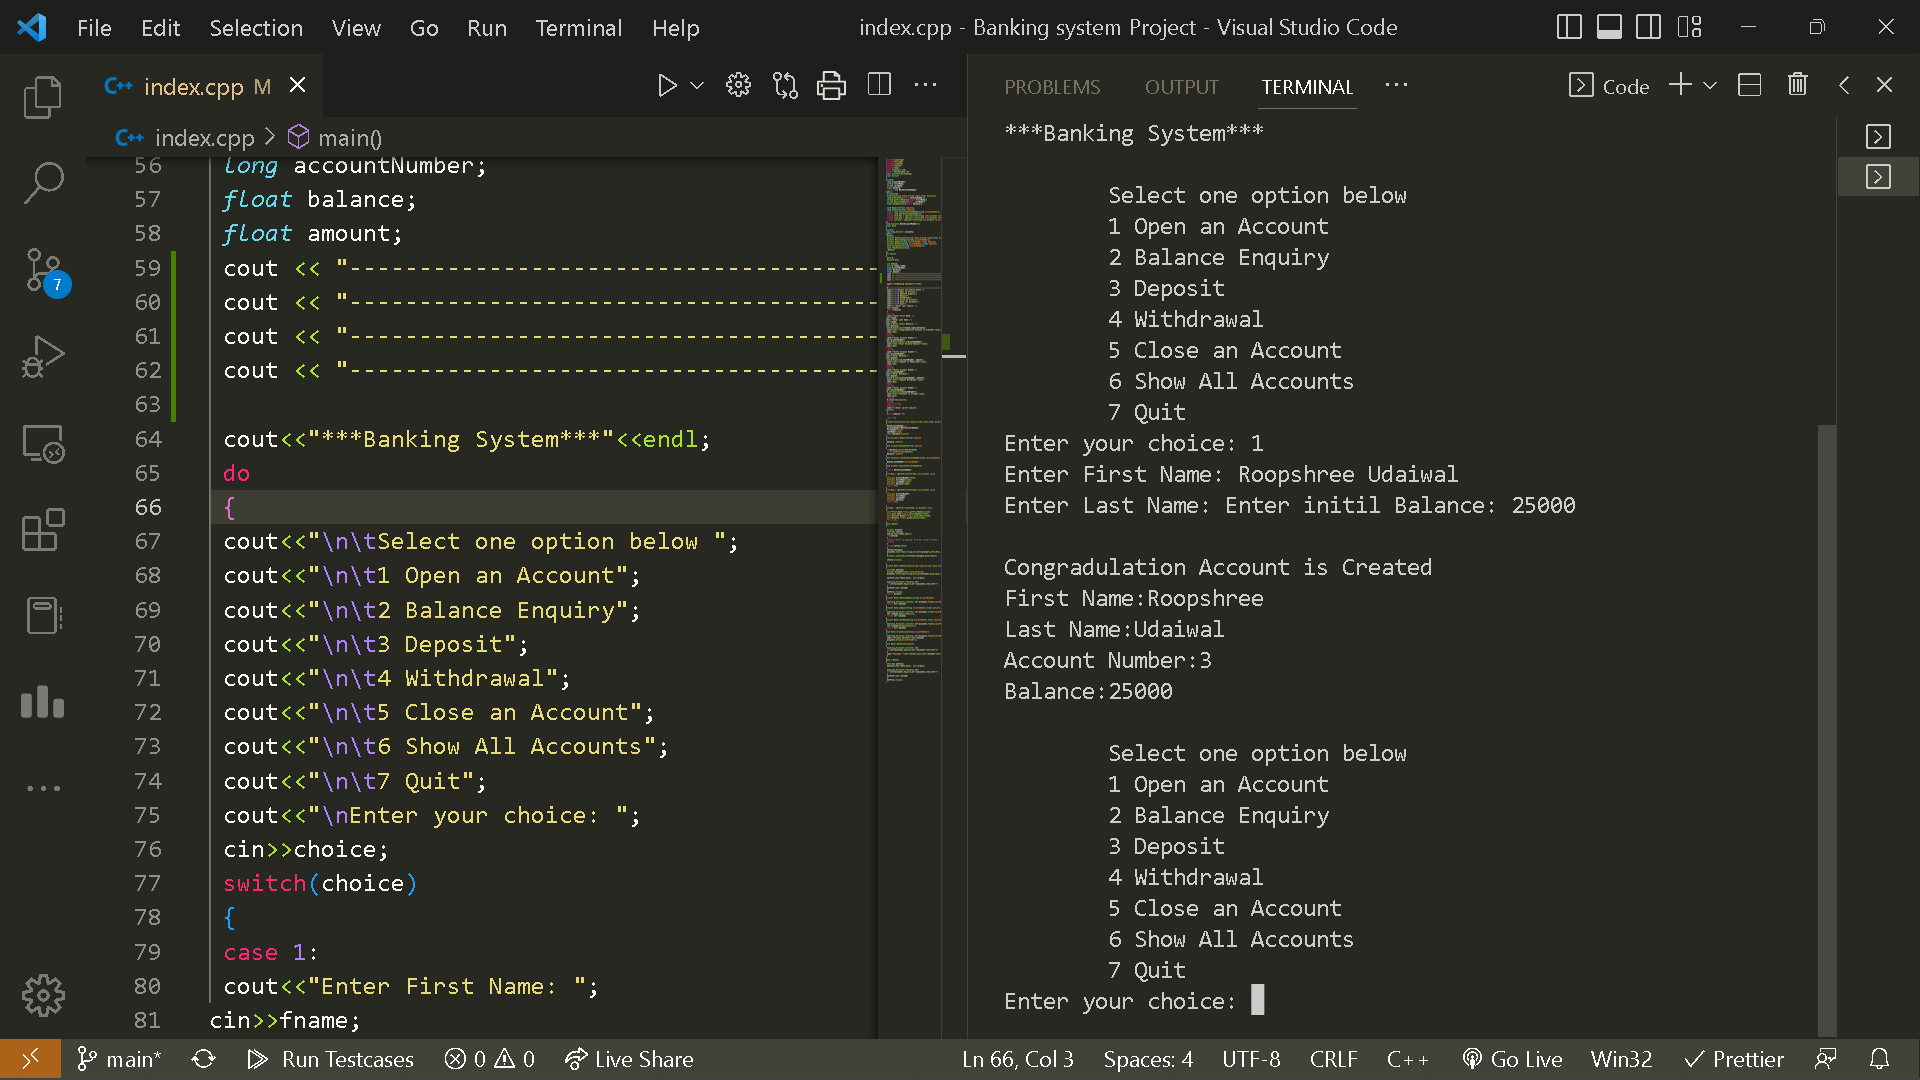 File Edit Selection View Go Run Terminal Help
index.cpp - Banking system Project - Visual Studio Code
C++ index.cpp M
C++ index.cpp > main()
56 long accountNumber;
57 float balance;
58 float amount;
59 cout << "--------------------------------------
60 cout << "--------------------------------------
61 cout << "--------------------------------------
62 cout << "--------------------------------------
63
64 cout<<"***Banking System***"<<endl;
65 do
66 {
67 cout<<"\n\tSelect one option below ";
68 cout<<"\n\t1 Open an Account";
69 cout<<"\n\t2 Balance Enquiry";
70 cout<<"\n\t3 Deposit";
71 cout<<"\n\t4 Withdrawal";
72 cout<<"\n\t5 Close an Account";
73 cout<<"\n\t6 Show All Accounts";
74 cout<<"\n\t7 Quit";
75 cout<<"\nEnter your choice: ";
76 cin>>choice;
77 switch(choice)
78 {
79 case 1:
80 cout<<"Enter First Name: ";
81 cin>>fname;
7
PROBLEMS OUTPUT TERMINAL ··· Code
***Banking System***
Select one option below
1 Open an Account
2 Balance Enquiry
3 Deposit
4 Withdrawal
5 Close an Account
6 Show All Accounts
7 Quit
Enter your choice: 1
Enter First Name: Roopshree Udaiwal
Enter Last Name: Enter initil Balance: 25000
Congradulation Account is Created
First Name:Roopshree
Last Name:Udaiwal
Account Number:3
Balance:25000
Select one option below
1 Open an Account
2 Balance Enquiry
3 Deposit
4 Withdrawal
5 Close an Account
6 Show All Accounts
7 Quit
Enter your choice:
main* Run Testcases 0 0 Live Share Ln 66, Col 3 Spaces: 4 UTF-8 CRLF C++ Go Live Win32 Prettier